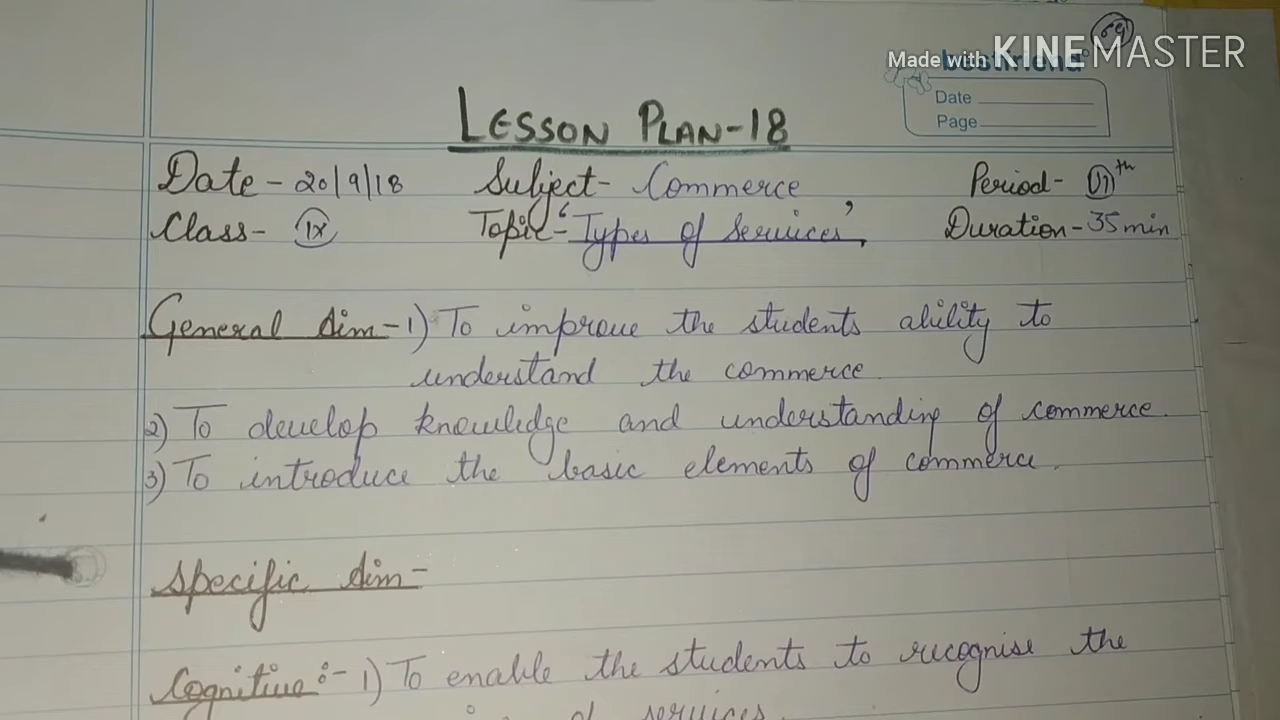 Made with KINEMASTER
bestfriend
Date
Page
LESSON PLAN-18
Date - 20/9/18 Subject - Commerce Period - th
Class - IX Topic - ‘Types of Services’, Duration - 35 min
General Aim - 1) To improve the students ability to
understand the commerce
2) To develop knowledge and understanding of commerce.
3) To introduce the basic elements of commerce.
Specific Aim -
Cognitive :- 1) To enable the students to recognise the
of services.